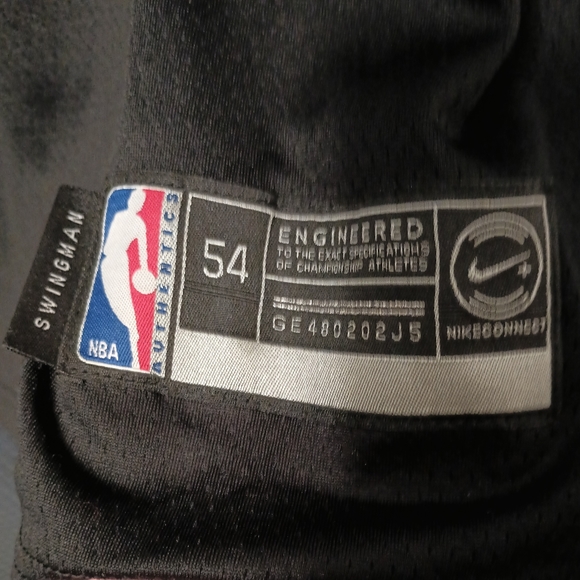 SWINGMAN
NBA
AUTHENTICS
54
ENGINEERED
TO THE EXACT SPECIFICATIONS
OF CHAMPIONSHIP ATHLETES
GE480202J5
NIKECONNECT